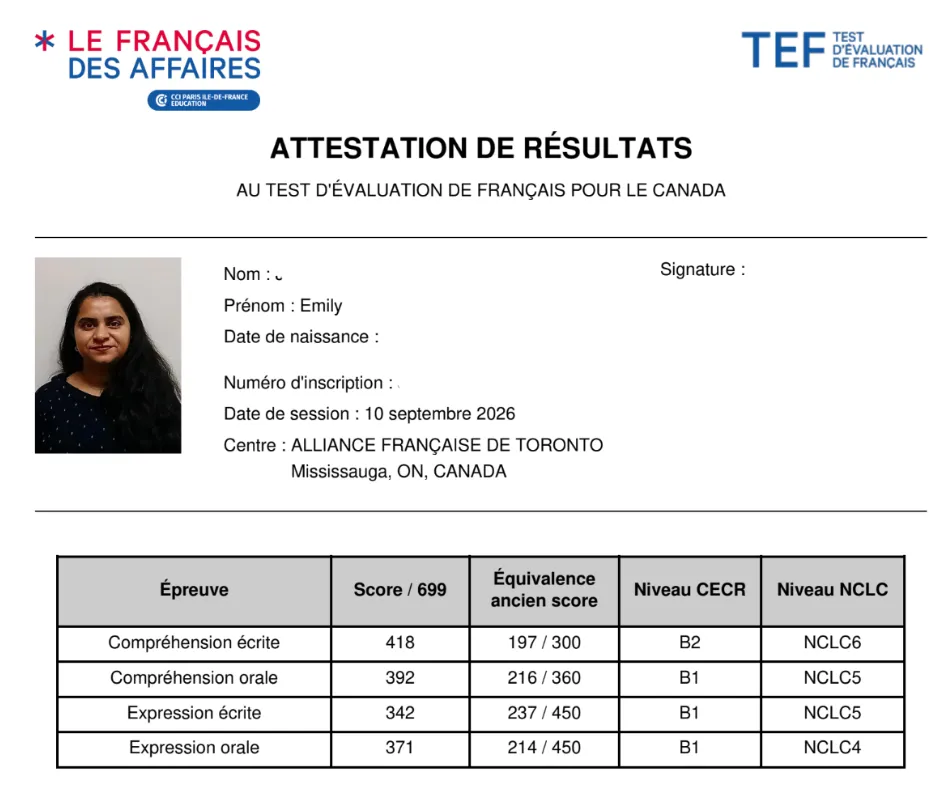 LE FRANÇAIS
DES AFFAIRES
CCI PARIS ILE-DE-FRANCE
EDUCATION
TEF TEST
D'ÉVALUATION
DE FRANÇAIS
ATTESTATION DE RÉSULTATS
AU TEST D'ÉVALUATION DE FRANÇAIS POUR LE CANADA
Nom :
Signature :
Prénom : Emily
Date de naissance :
Numéro d'inscription :
Date de session : 10 septembre 2026
Centre : ALLIANCE FRANÇAISE DE TORONTO
Mississauga, ON, CANADA
Épreuve Score / 699 Équivalence ancien score Niveau CECR Niveau NCLC
Compréhension écrite 418 197 / 300 B2 NCLC6
Compréhension orale 392 216 / 360 B1 NCLC5
Expression écrite 342 237 / 450 B1 NCLC5
Expression orale 371 214 / 450 B1 NCLC4